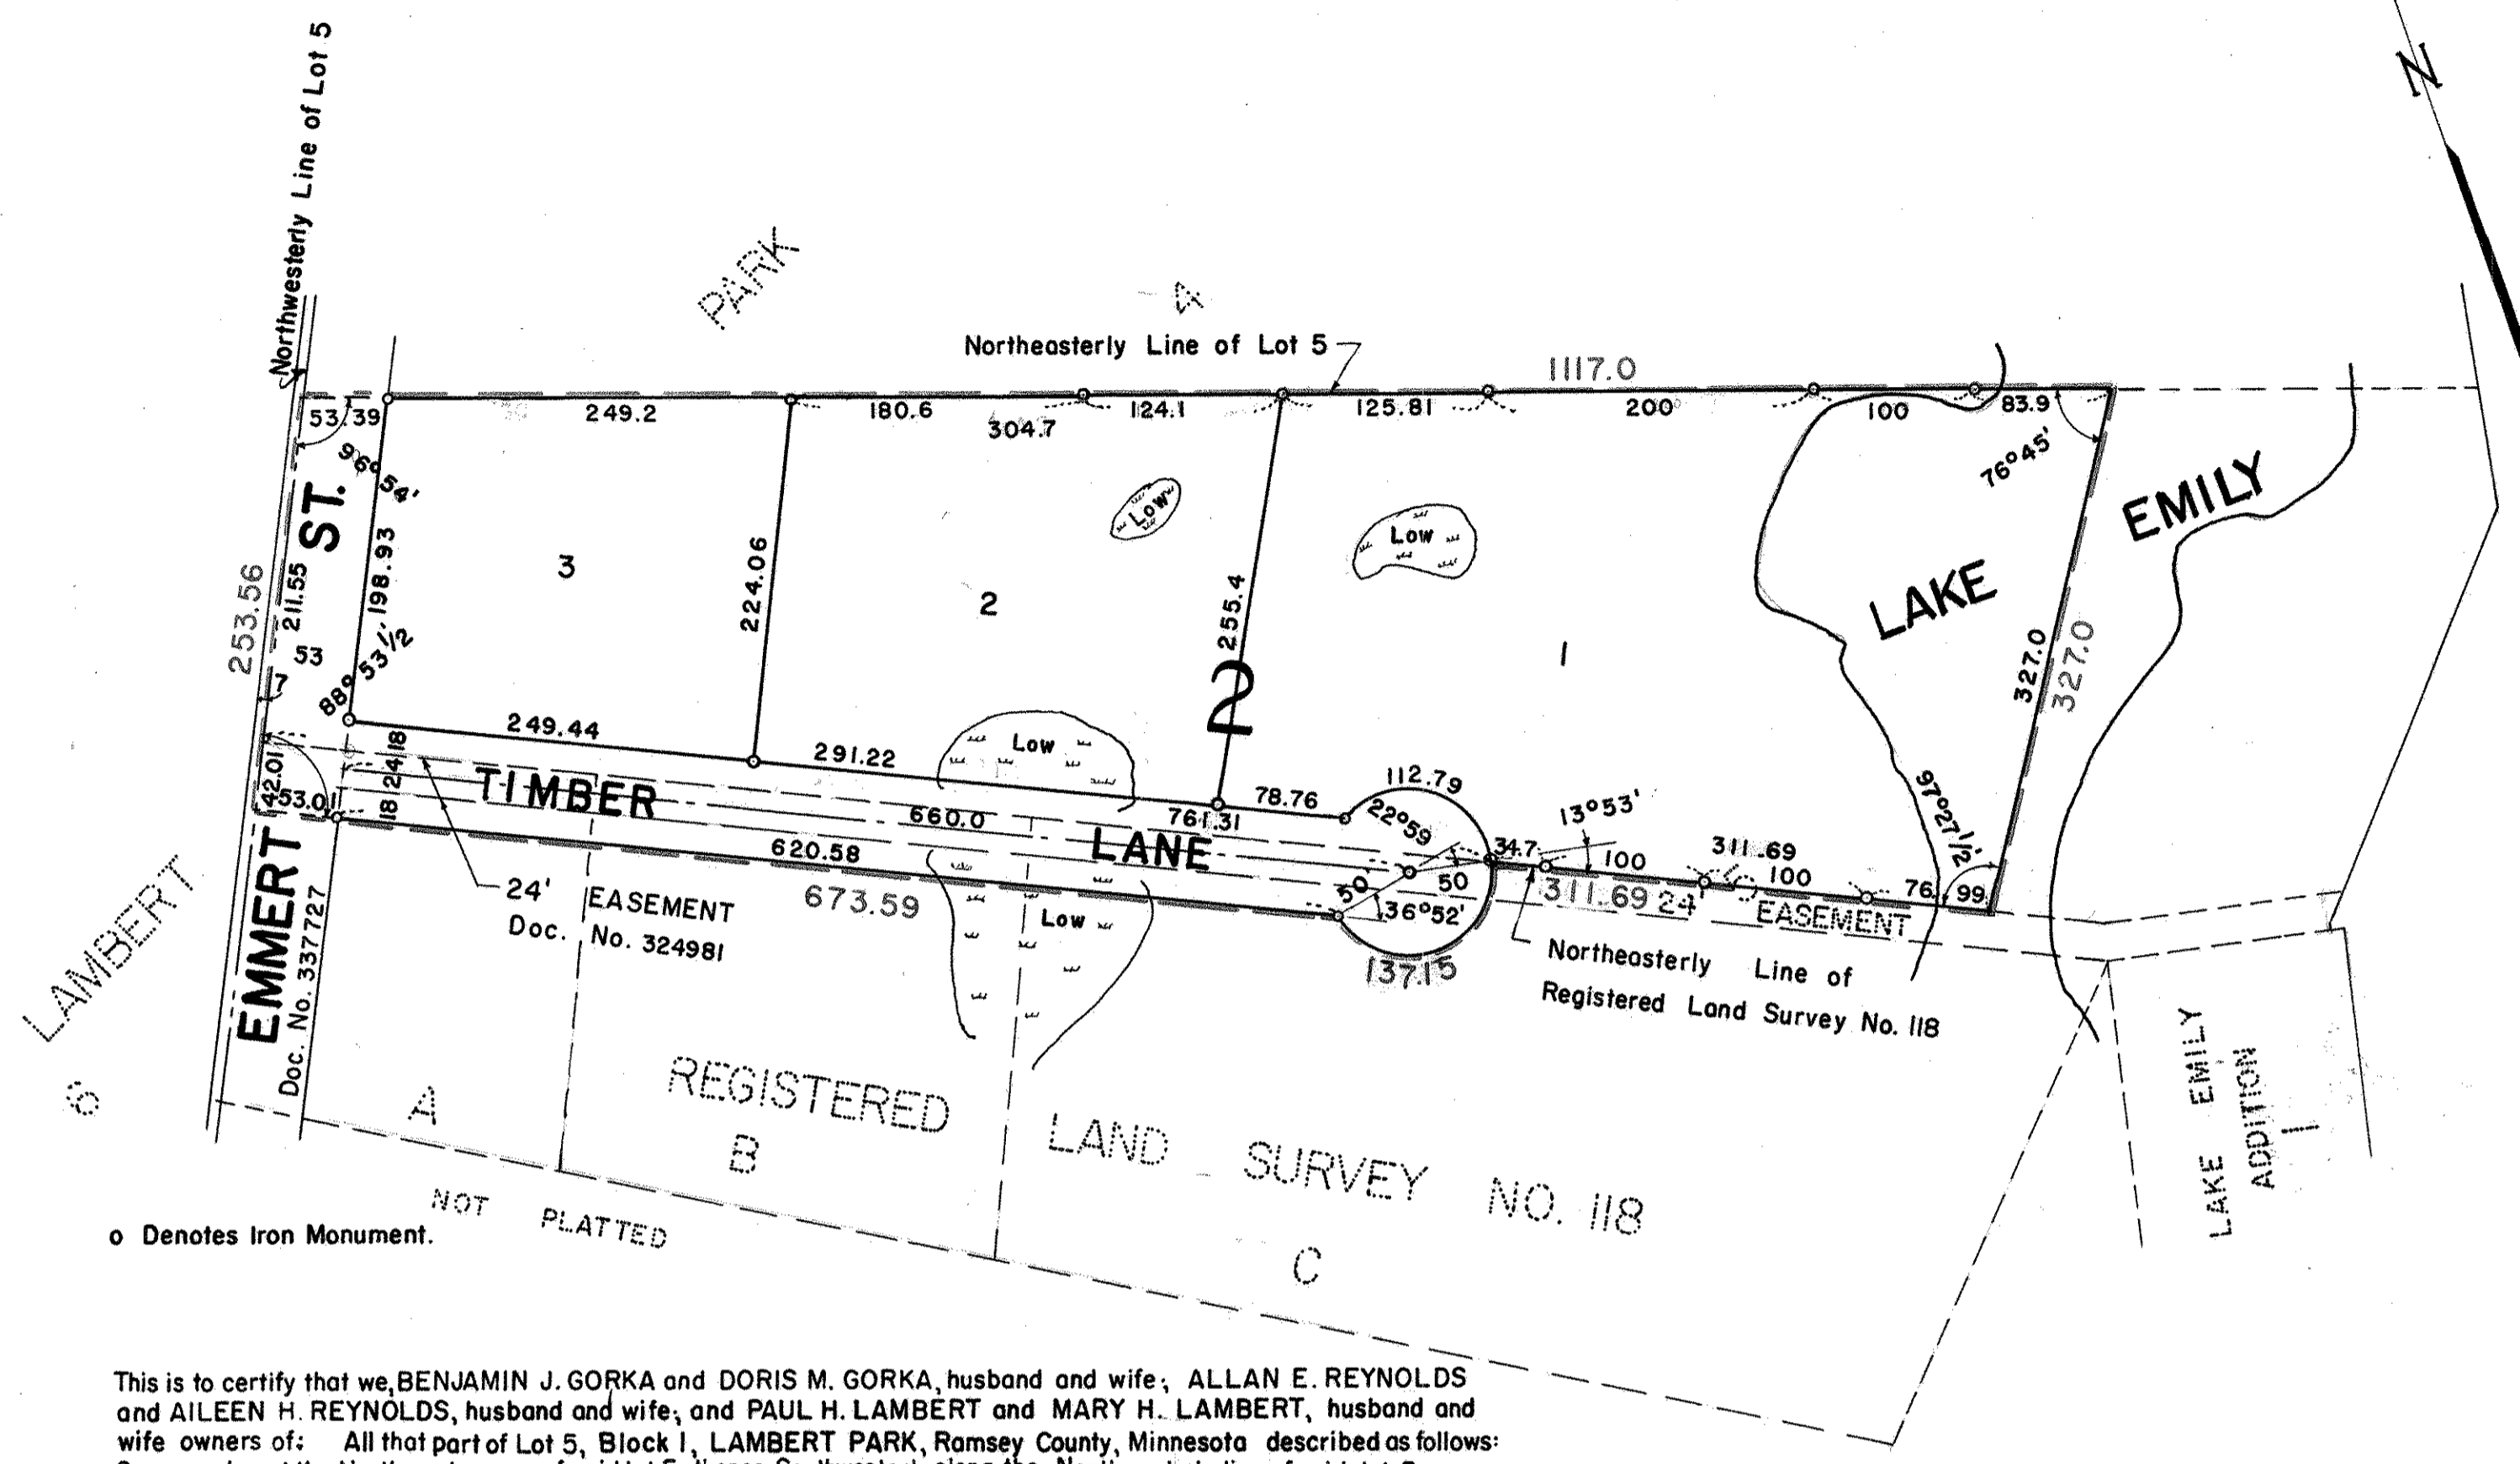 Northwesterly Line of Lot 5
N
PARK
4
Northeasterly Line of Lot 5
1117.0
53.39
249.2
180.6
304.7
124.1
125.81
200
100
83.9
96° 54'
76°45'
ST.
EMILY
LAKE
Low
Low
253.56
211.55
198.93
3
224.06
2
255.4
2
1
327.0
327.0
53
7
88° 53 1/2'
249.44
291.22
Low
78.76
112.79
22°59
13°53'
97°27 1/2'
42.01
53.01
18 24 18
TIMBER
660.0
761.31
LANE
34.7
100
311.69
100
76
99
620.58
673.59
50'
50
36°52'
311.69
24'
EASEMENT
137.15
EMMERT
Doc. No. 337727
24' EASEMENT
Doc. No. 324981
Low
Northeasterly Line of
Registered Land Survey No. 118
LAMBERT
6
A
REGISTERED
B
LAND SURVEY NO. 118
C
LAKE EMILY
ADDITION
1
NOT PLATTED
o Denotes Iron Monument.
This is to certify that we, BENJAMIN J. GORKA and DORIS M. GORKA, husband and wife; ALLAN E. REYNOLDS
and AILEEN H. REYNOLDS, husband and wife; and PAUL H. LAMBERT and MARY H. LAMBERT, husband and
wife owners of: All that part of Lot 5, Block 1, LAMBERT PARK, Ramsey County, Minnesota described as follows: